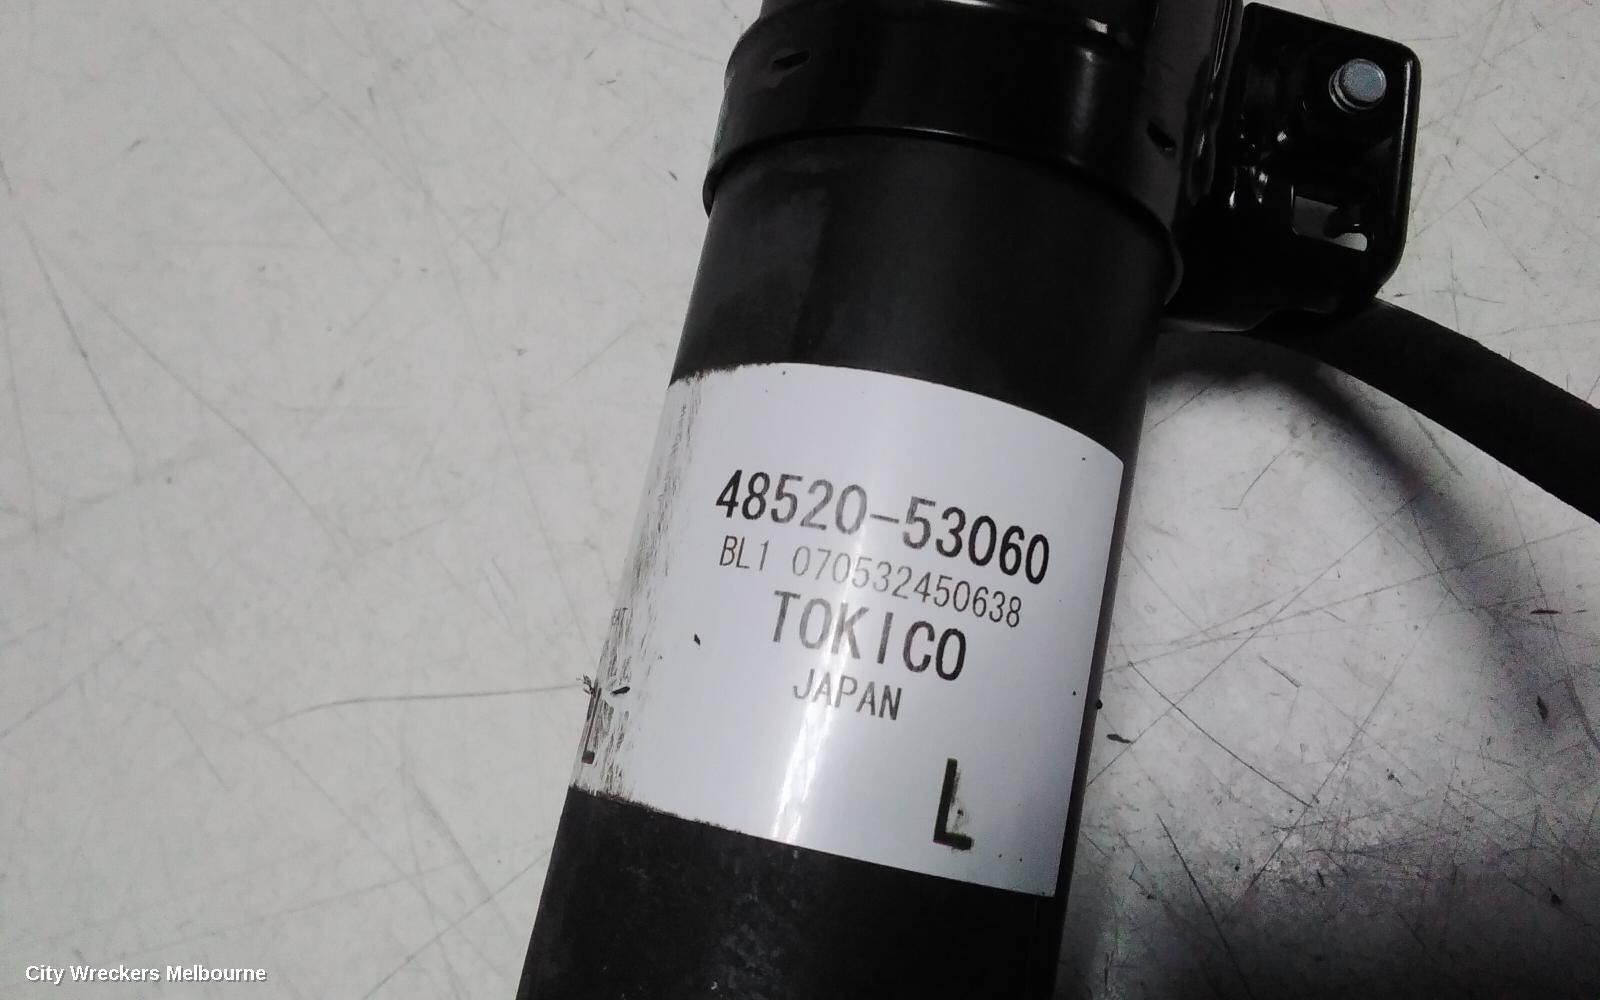 48520-53060
BL1 070532450638
TOKICO
JAPAN
L
City Wreckers Melbourne